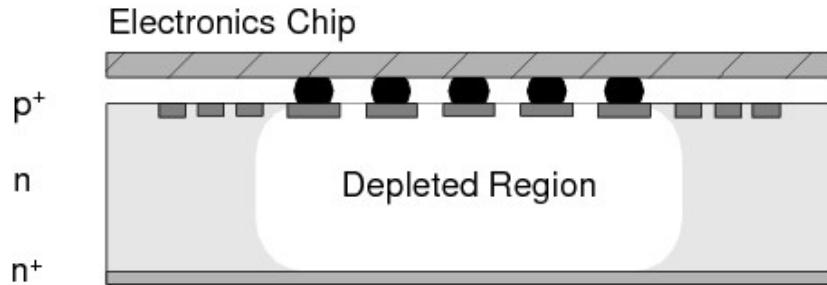 Electronics Chip
p⁺
n
Depleted Region
n⁺